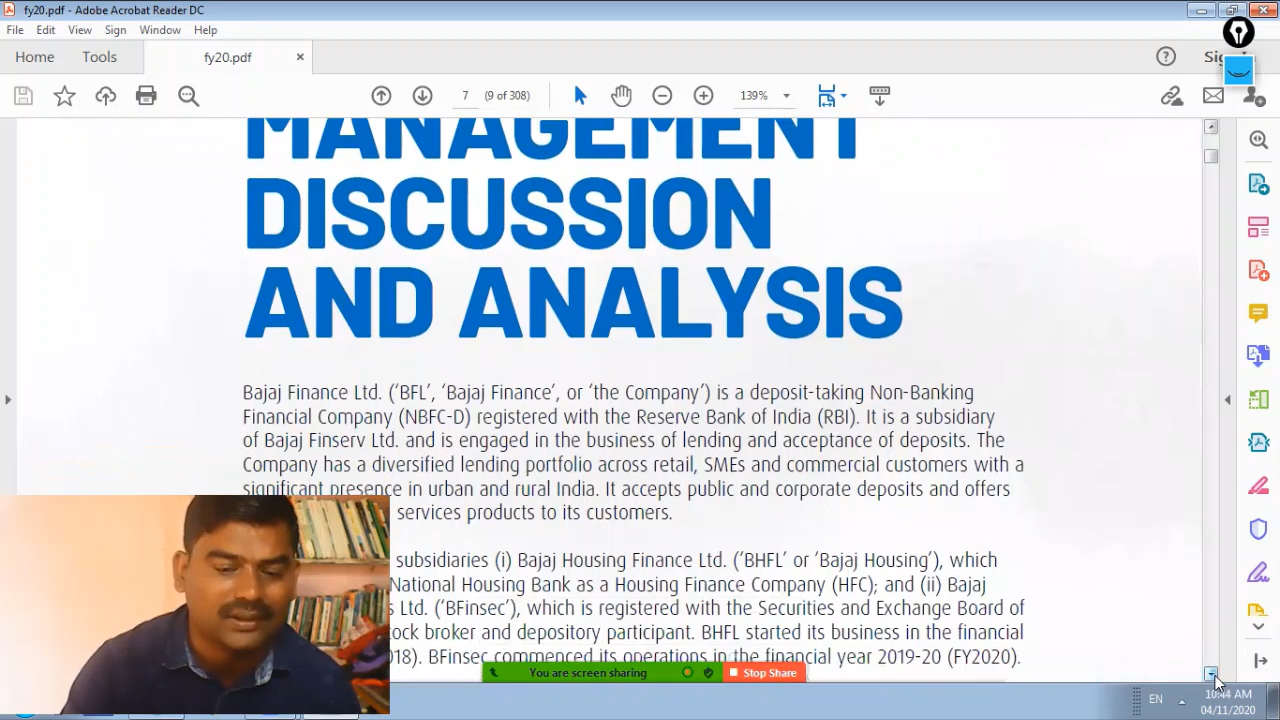 fy20.pdf - Adobe Acrobat Reader DC
File Edit View Sign Window Help
Home Tools fy20.pdf
7 (9 of 308) 139%
MANAGEMENT
DISCUSSION
AND ANALYSIS
Bajaj Finance Ltd. (‘BFL’, ‘Bajaj Finance’, or ‘the Company’) is a deposit-taking Non-Banking
Financial Company (NBFC-D) registered with the Reserve Bank of India (RBI). It is a subsidiary
of Bajaj Finserv Ltd. and is engaged in the business of lending and acceptance of deposits. The
Company has a diversified lending portfolio across retail, SMEs and commercial customers with a
significant presence in urban and rural India. It accepts public and corporate deposits and offers
services products to its customers.
subsidiaries (i) Bajaj Housing Finance Ltd. (‘BHFL’ or ‘Bajaj Housing’), which
National Housing Bank as a Housing Finance Company (HFC); and (ii) Bajaj
s Ltd. (‘BFinsec’), which is registered with the Securities and Exchange Board of
tock broker and depository participant. BHFL started its business in the financial
018). BFinsec commenced its operations in the financial year 2019-20 (FY2020).
You are screen sharing Stop Share
EN
10:44 AM
04/11/2020